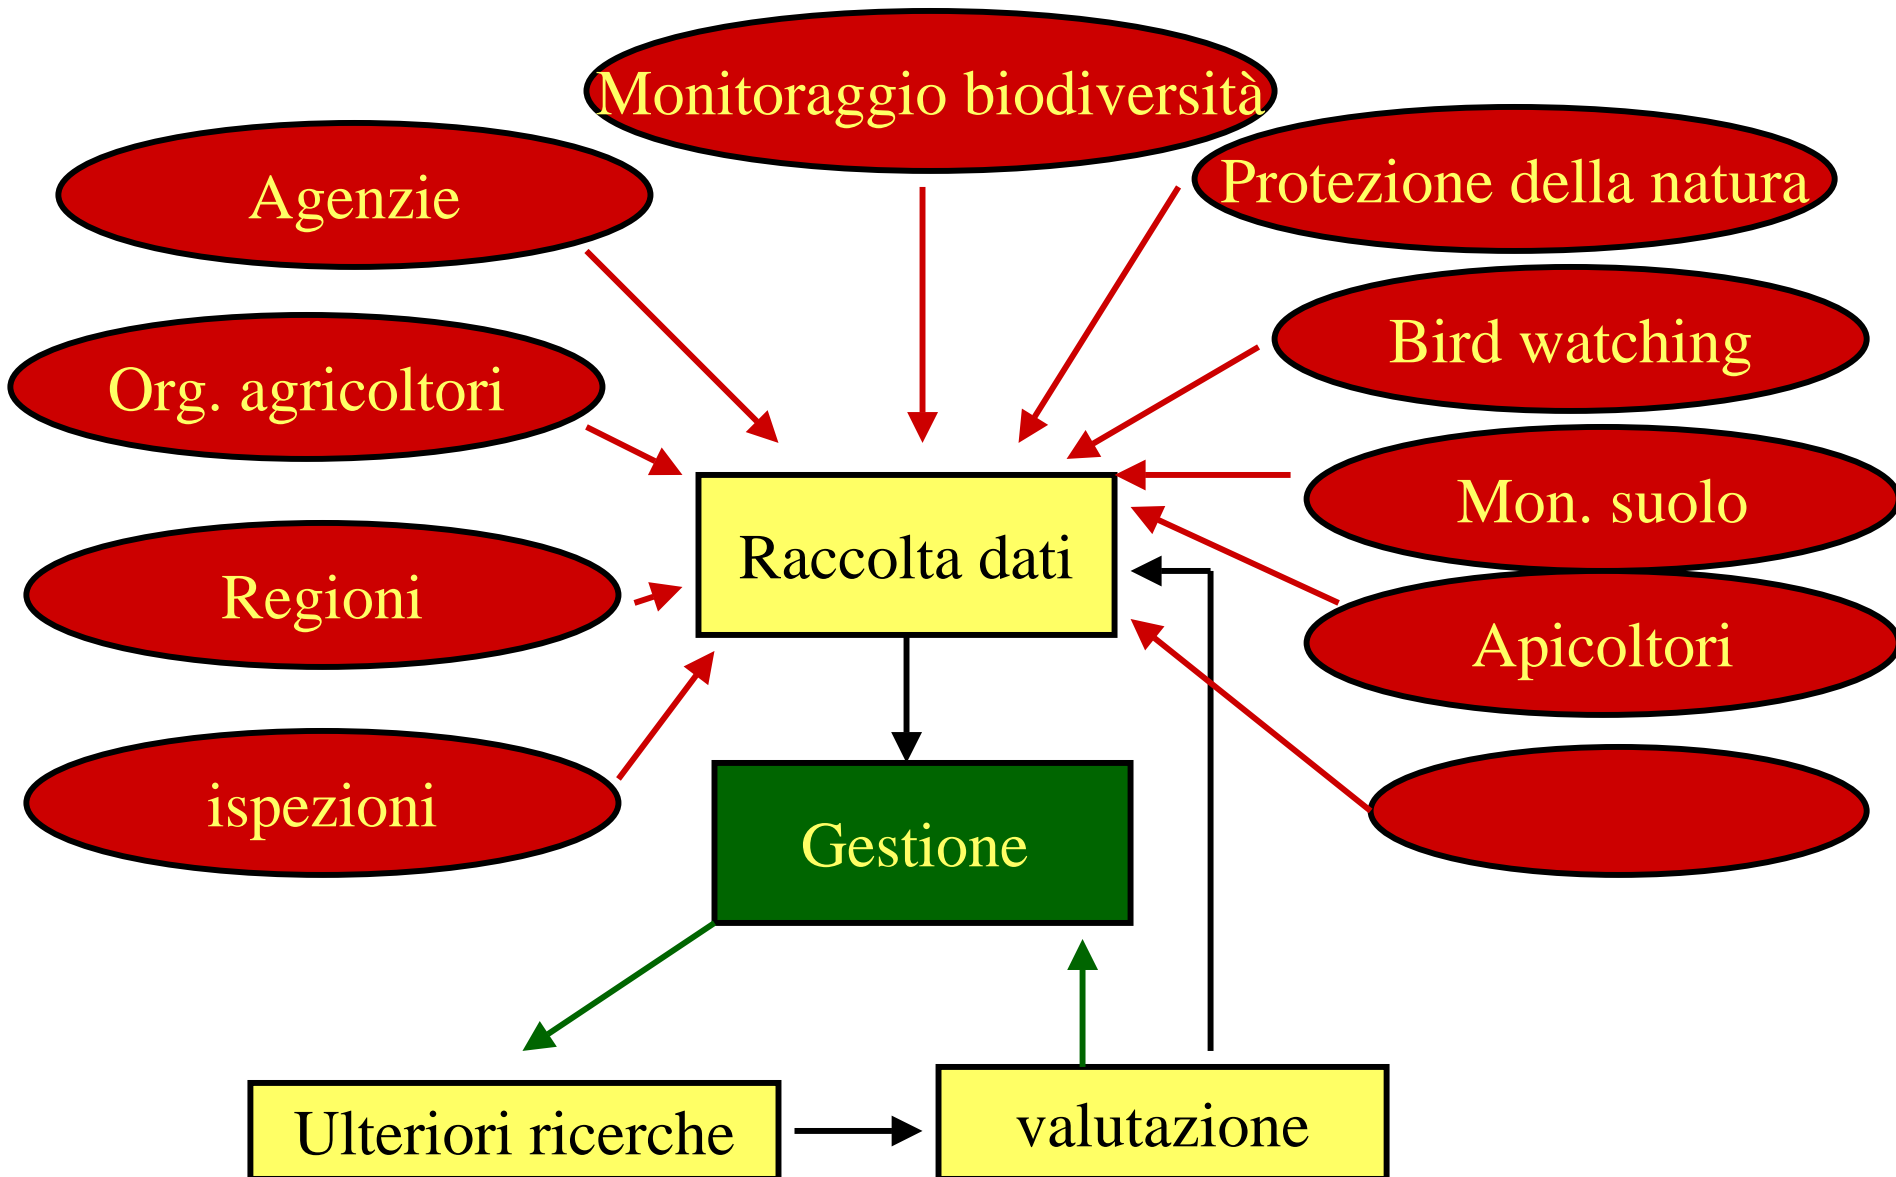 Monitoraggio biodiversità
Agenzie
Protezione della natura
Org. agricoltori
Bird watching
Mon. suolo
Raccolta dati
Regioni
Apicoltori
ispezioni
Gestione
Ulteriori ricerche
valutazione